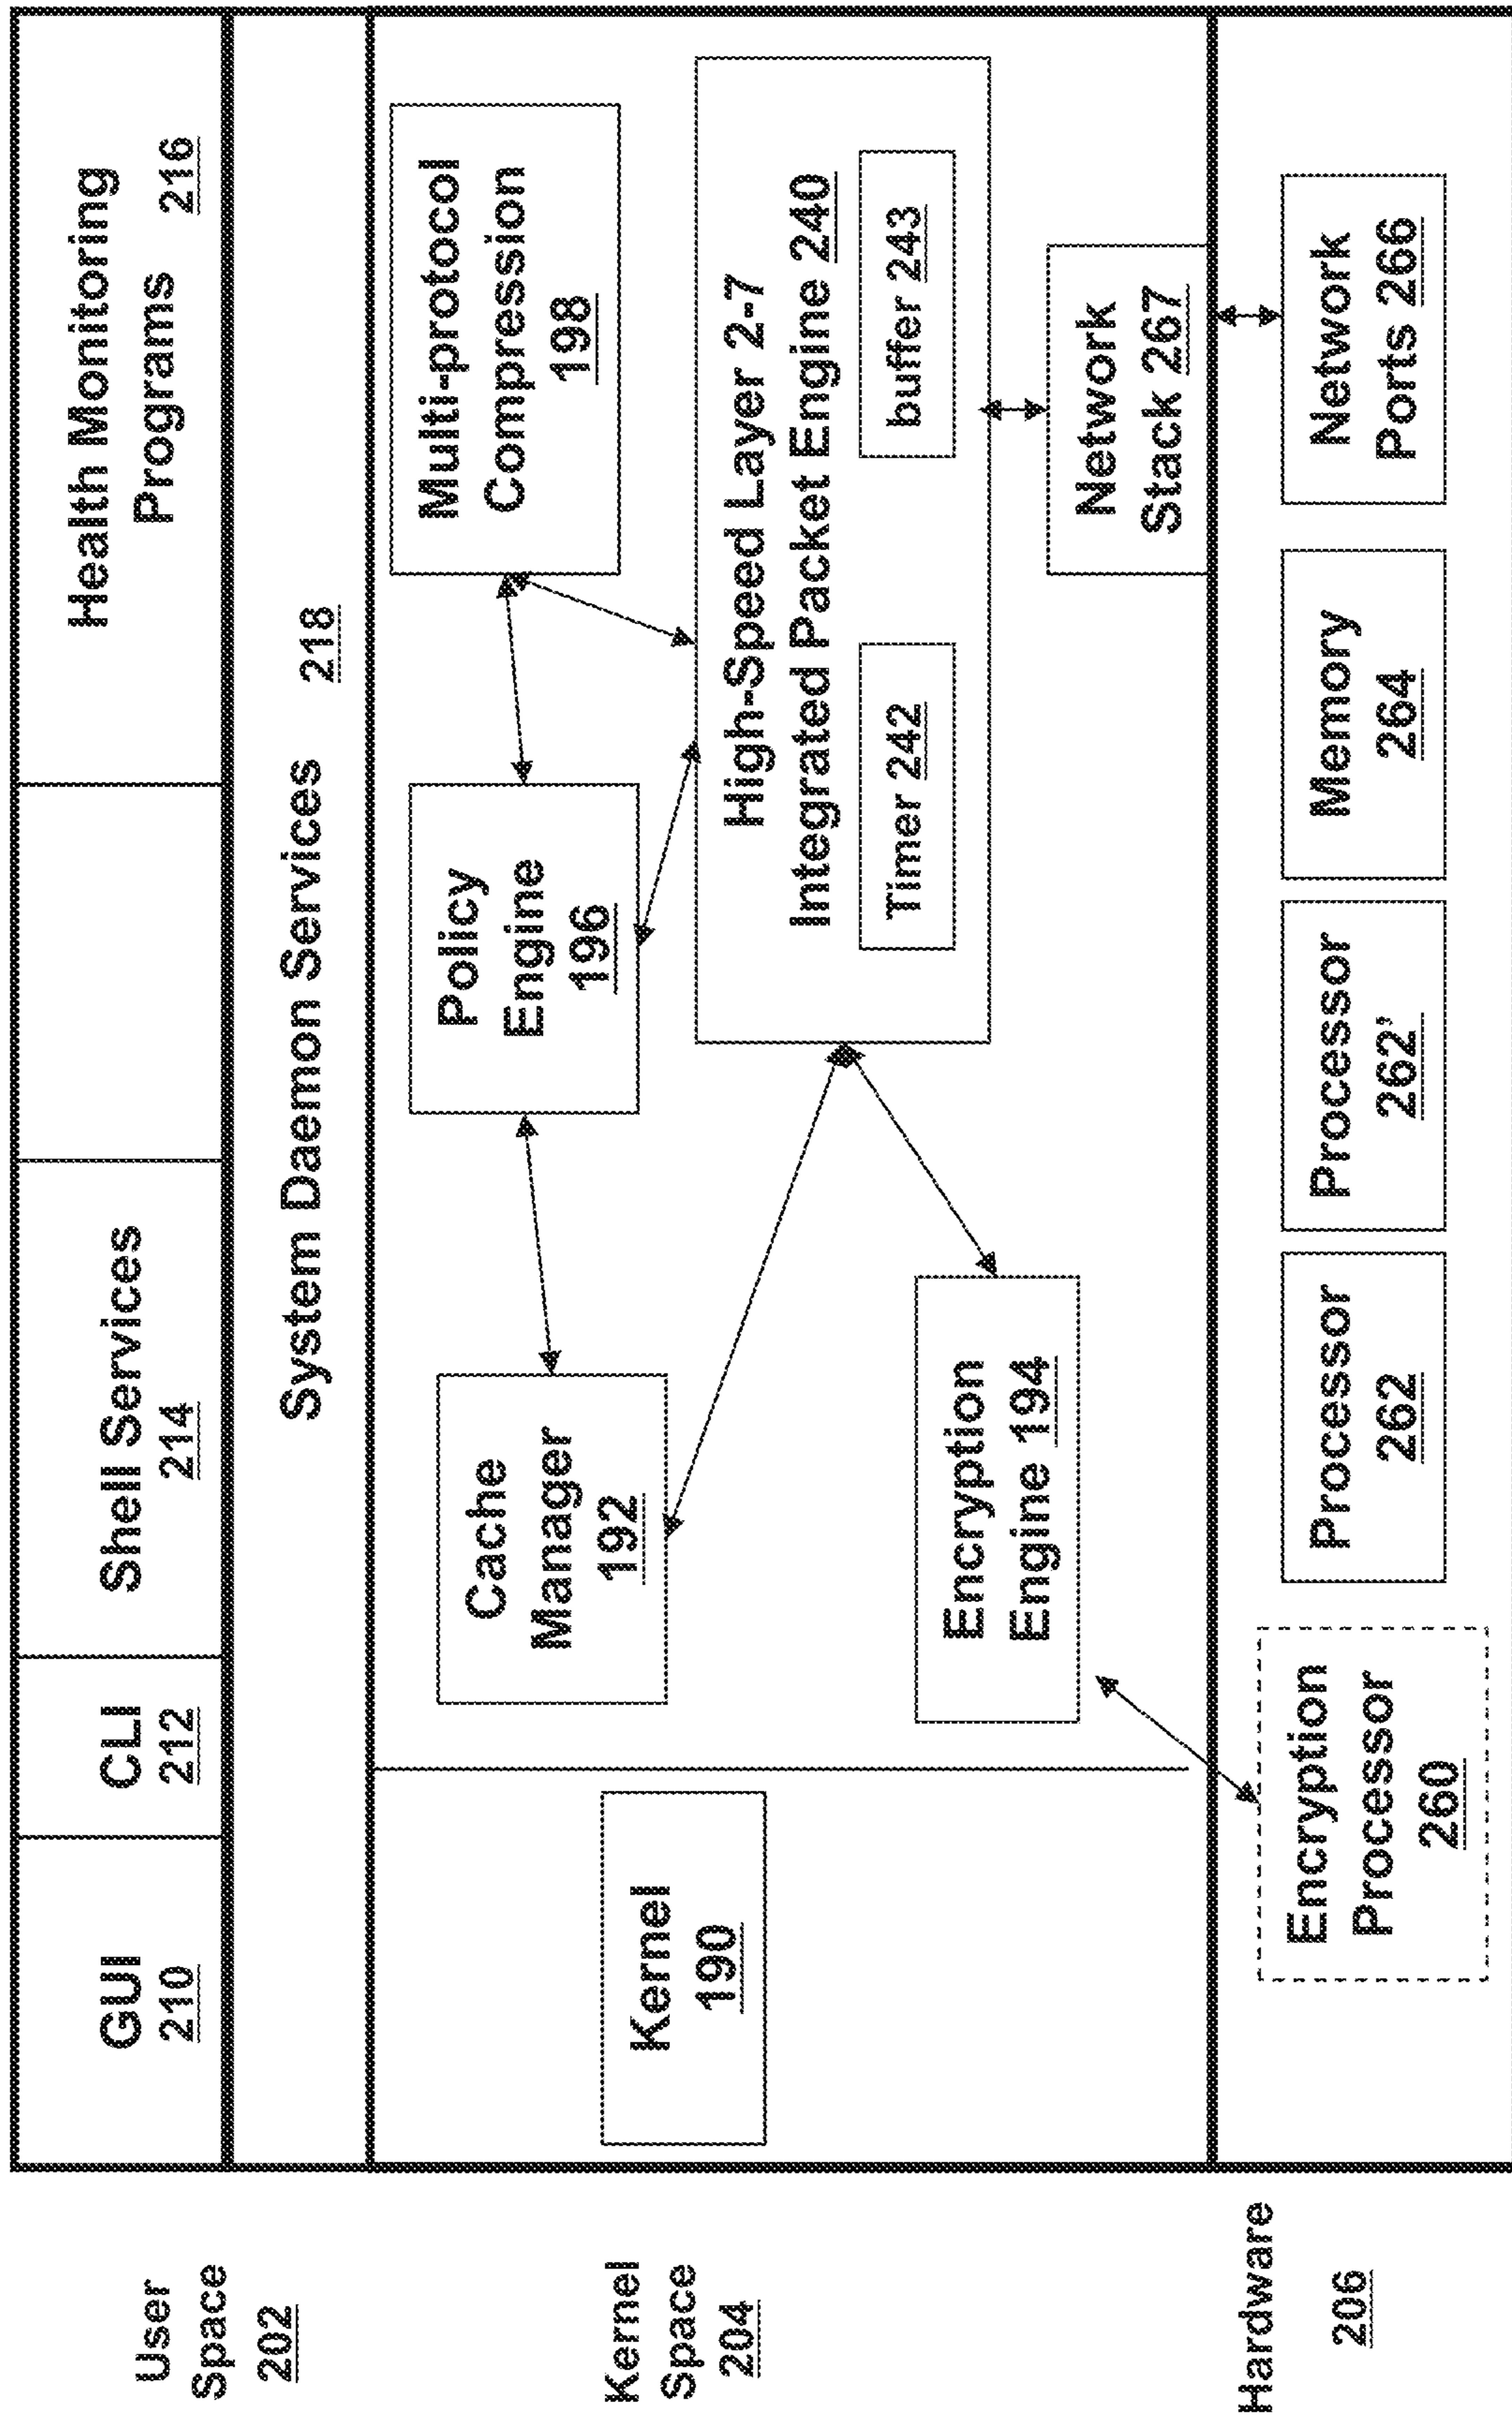 User
Space
202
GUI
210
CLI
212
Shell Services
214
Health Monitoring
Programs 216
System Daemon Services 218
Kernel
Space
204
Kernel
190
Cache
Manager
192
Policy
Engine
196
Multi-protocol
Compression
198
High-Speed Layer 2-7
Integrated Packet Engine 240
Timer 242
buffer 243
Encryption
Engine 194
Network
Stack 267
Hardware
206
Encryption
Processor
260
Processor
262
Processor
262'
Memory
264
Network
Ports 266